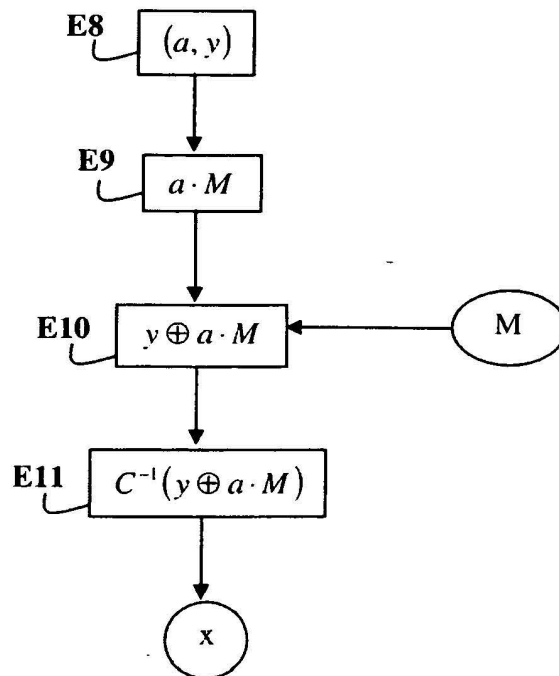 E8
(a, y)
E9
a · M
E10
y ⊕ a · M
M
E11
C⁻¹(y ⊕ a · M)
x